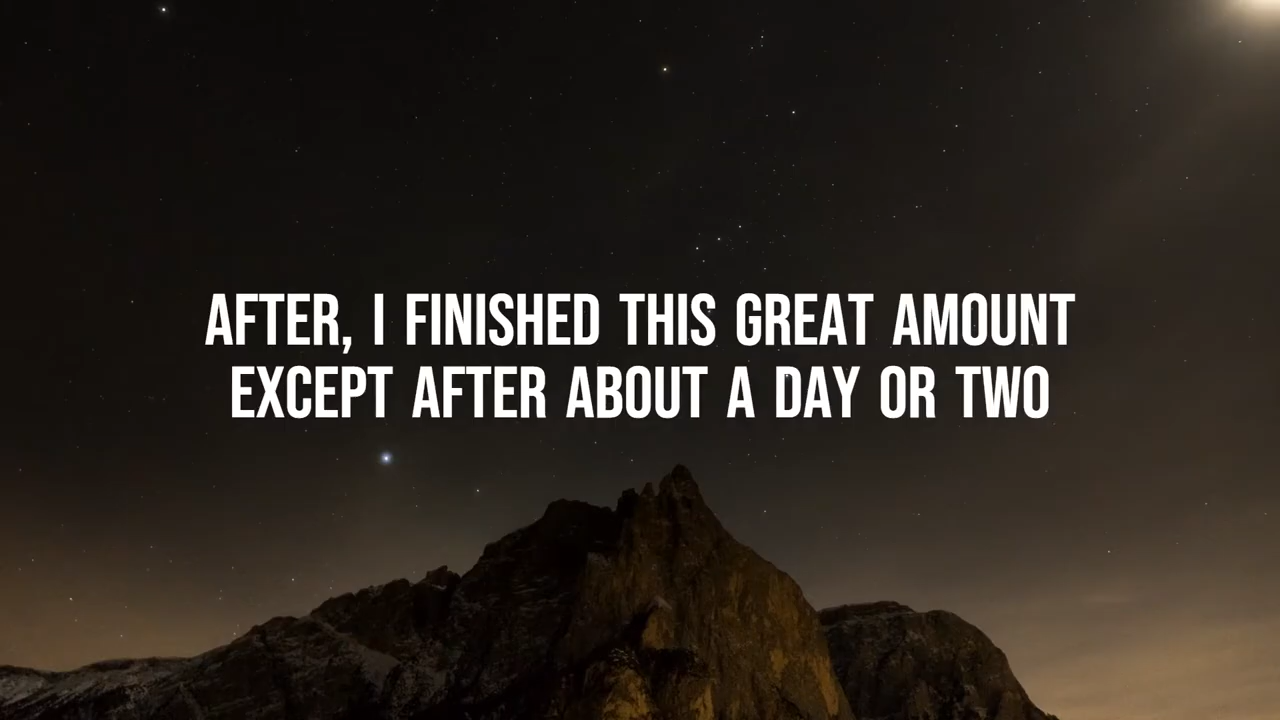 AFTER, I FINISHED THIS GREAT AMOUNT
EXCEPT AFTER ABOUT A DAY OR TWO